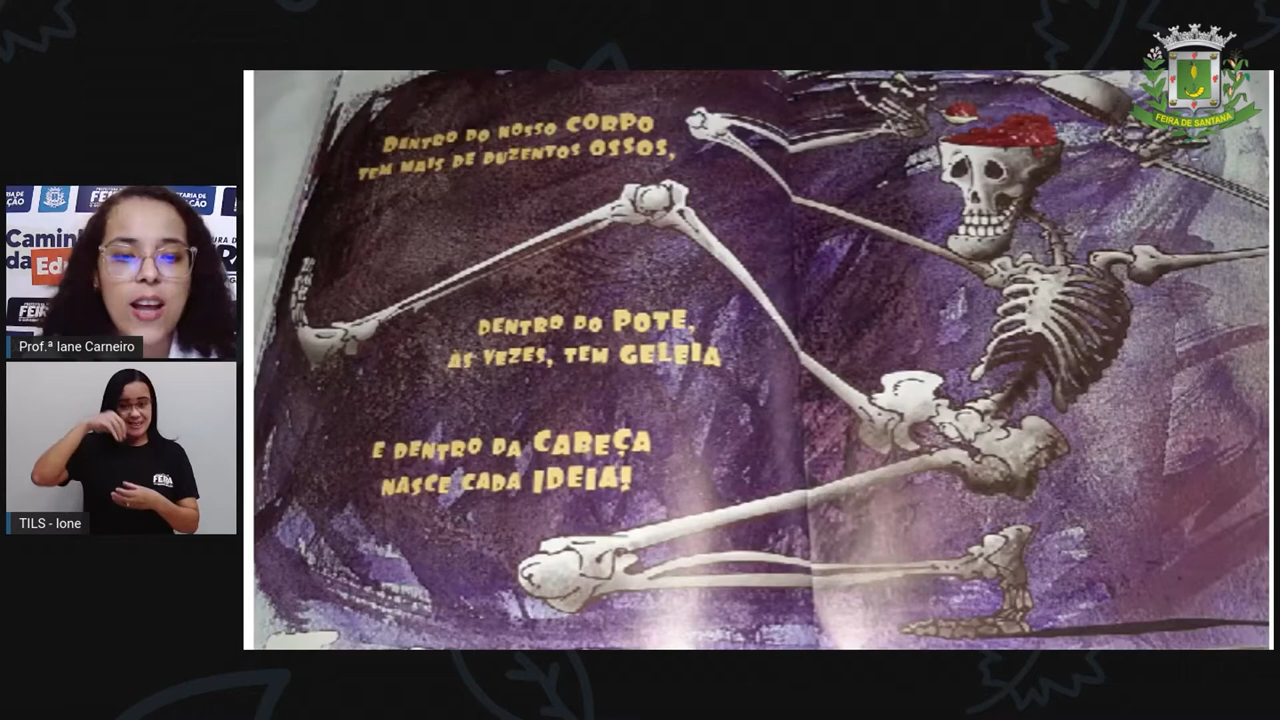 DENTRO DO NOSSO CORPO
TEM MAIS DE DUZENTOS OSSOS,
DENTRO DO POTE,
ÀS VEZES, TEM GELEIA
E DENTRO DA CABEÇA
NASCE CADA IDEIA!
FEIRA DE SANTANA
Prof.ª Iane Carneiro
TILS - Ione